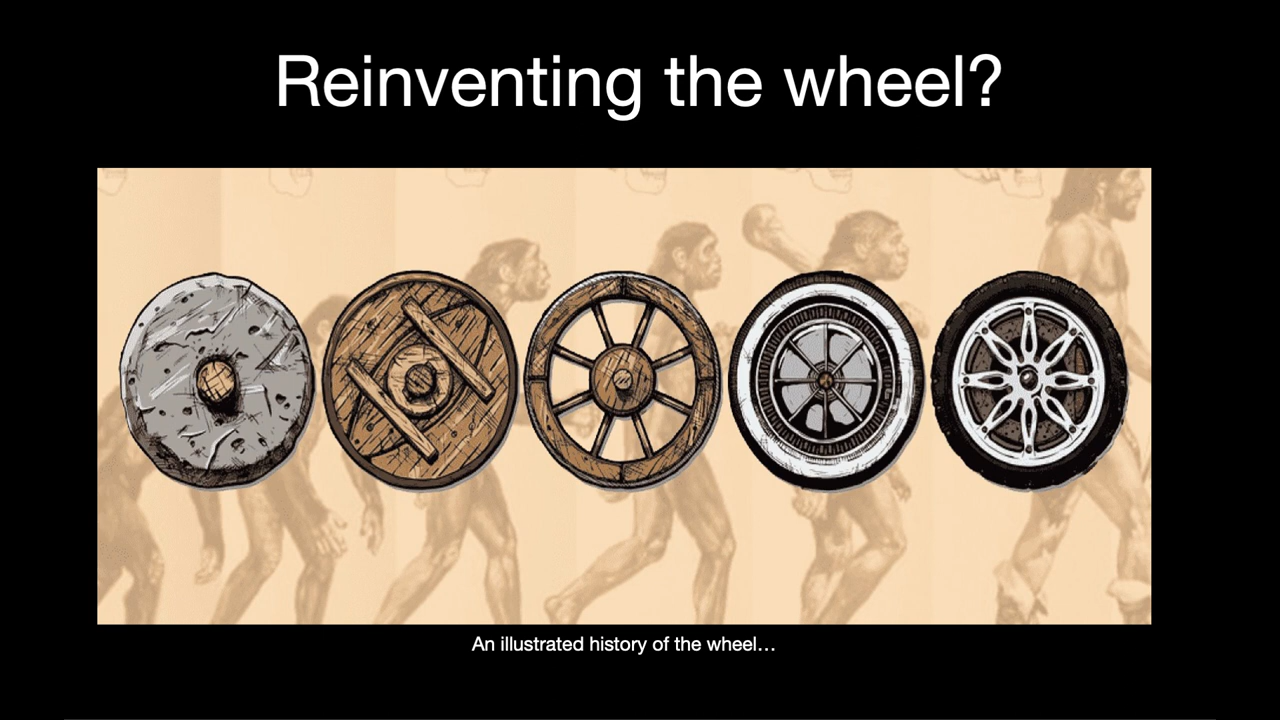 Reinventing the wheel?
An illustrated history of the wheel…